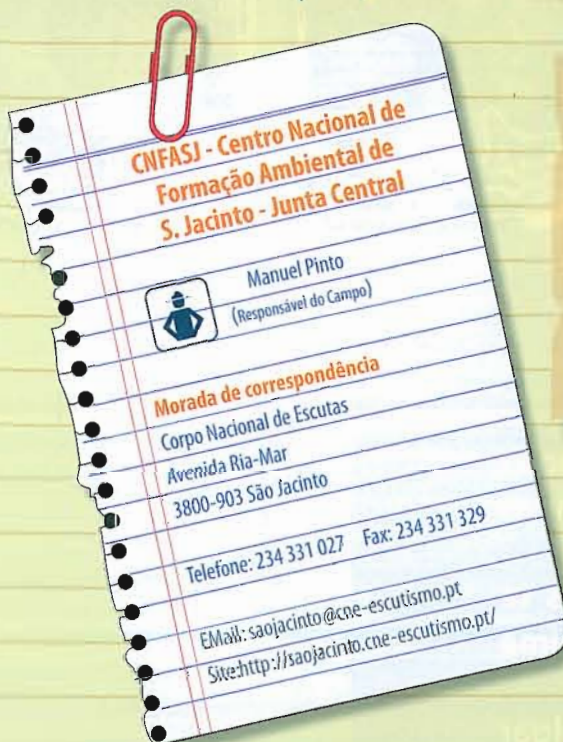 CNFASJ - Centro Nacional de
Formação Ambiental de
S. Jacinto - Junta Central
Manuel Pinto
(Responsável do Campo)
Morada de correspondência
Corpo Nacional de Escutas
Avenida Ria-Mar
3800-903 São Jacinto
Telefone: 234 331 027 Fax: 234 331 329
EMail: saojacinto@cne-escutismo.pt
Site:http://saojacinto.cne-escutismo.pt/